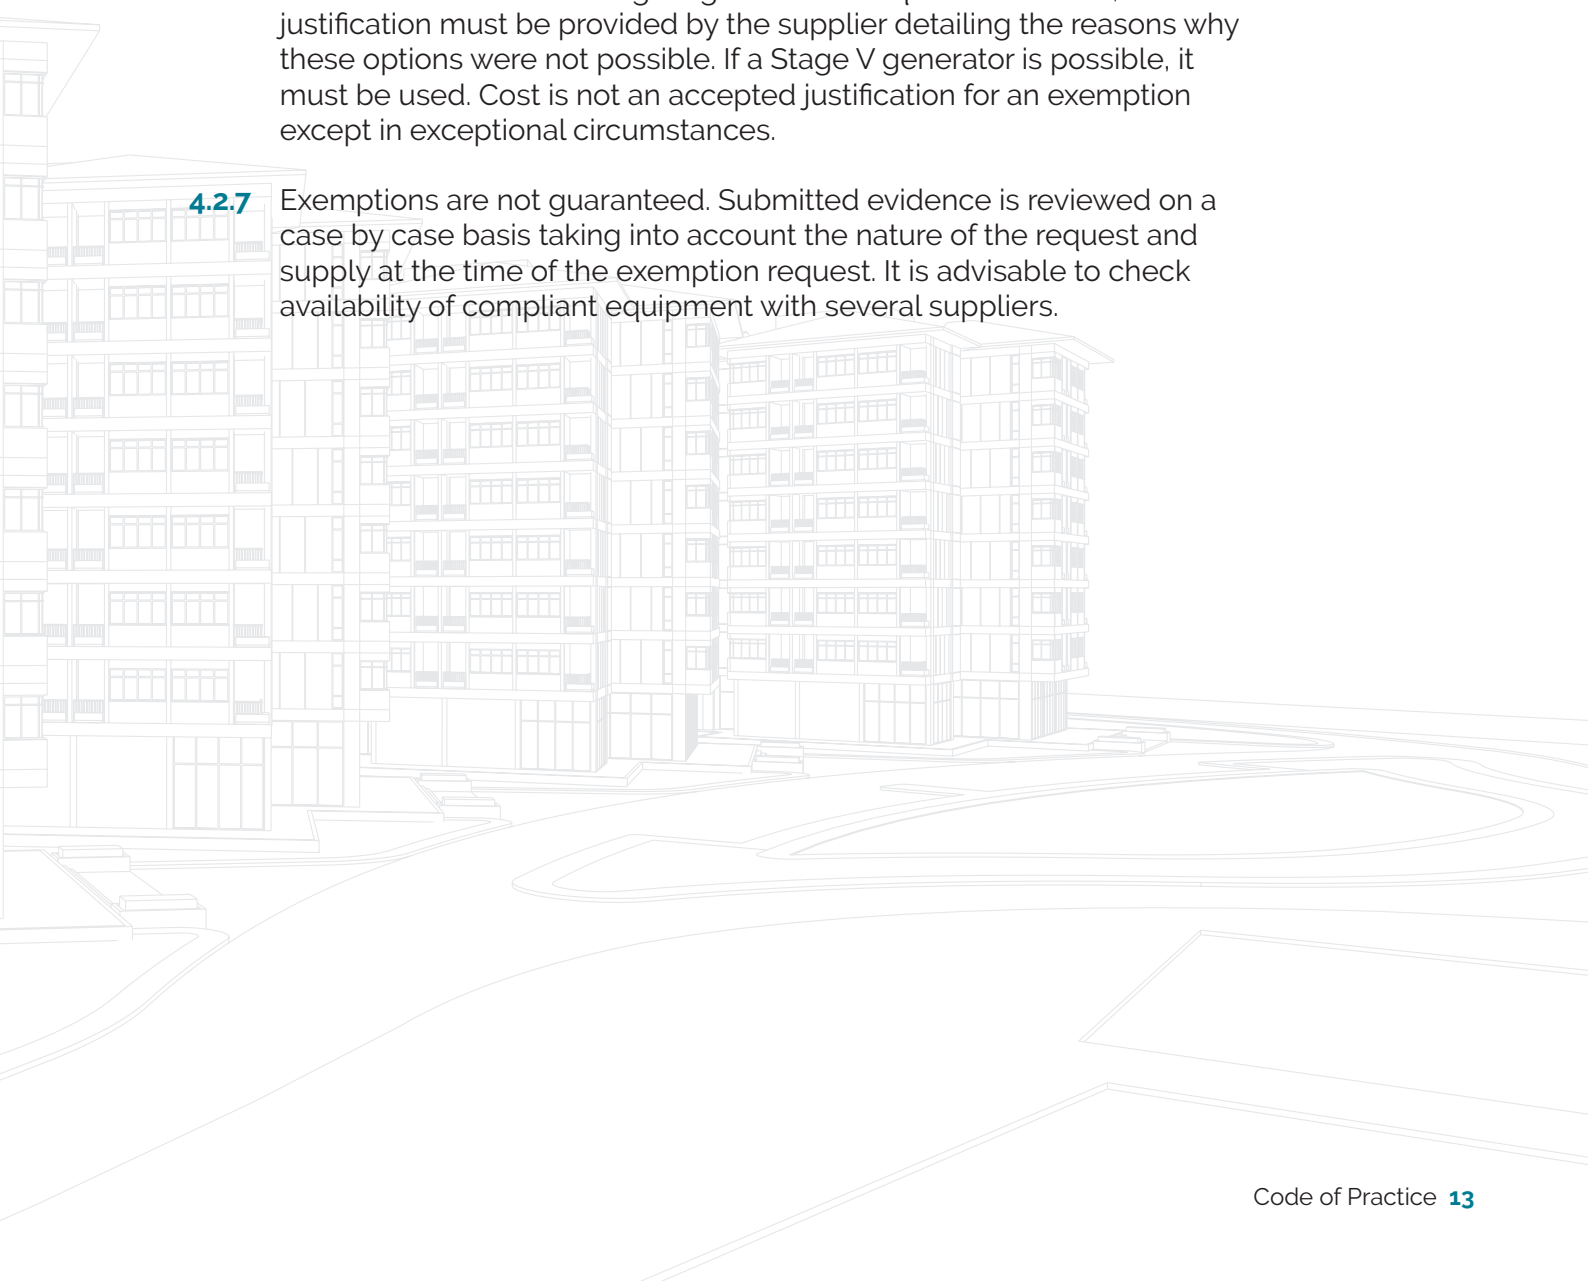 justification must be provided by the supplier detailing the reasons why
these options were not possible. If a Stage V generator is possible, it
must be used. Cost is not an accepted justification for an exemption
except in exceptional circumstances.
4.2.7 Exemptions are not guaranteed. Submitted evidence is reviewed on a
case by case basis taking into account the nature of the request and
supply at the time of the exemption request. It is advisable to check
availability of compliant equipment with several suppliers.
Code of Practice 13